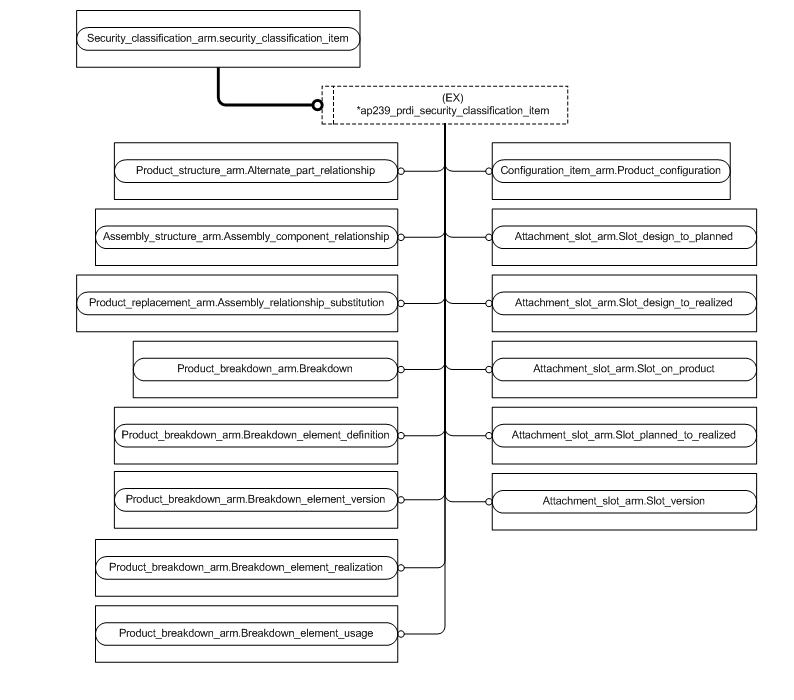 Security_classification_arm.security_classification_item
(EX)
*ap239_prdi_security_classification_item
Product_structure_arm.Alternate_part_relationship
Configuration_item_arm.Product_configuration
Assembly_structure_arm.Assembly_component_relationship
Attachment_slot_arm.Slot_design_to_planned
Product_replacement_arm.Assembly_relationship_substitution
Attachment_slot_arm.Slot_design_to_realized
Product_breakdown_arm.Breakdown
Attachment_slot_arm.Slot_on_product
Product_breakdown_arm.Breakdown_element_definition
Attachment_slot_arm.Slot_planned_to_realized
Product_breakdown_arm.Breakdown_element_version
Attachment_slot_arm.Slot_version
Product_breakdown_arm.Breakdown_element_realization
Product_breakdown_arm.Breakdown_element_usage